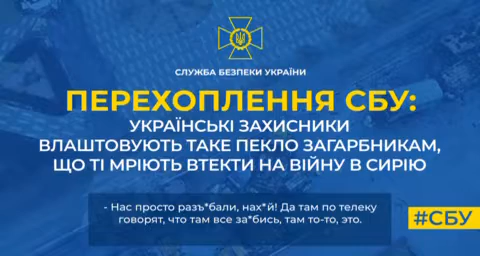 СЛУЖБА БЕЗПЕКИ УКРАЇНИ
ПЕРЕХОПЛЕННЯ СБУ:
УКРАЇНСЬКІ ЗАХИСНИКИ
ВЛАШТОВУЮТЬ ТАКЕ ПЕКЛО ЗАГАРБНИКАМ,
ЩО ТІ МРІЮТЬ ВТЕКТИ НА ВІЙНУ В СИРІЮ
- Нас просто разъ*бали, нах*й! Да там по телеку
говорят, что там все за*бись, там то-то, это.
#СБУ